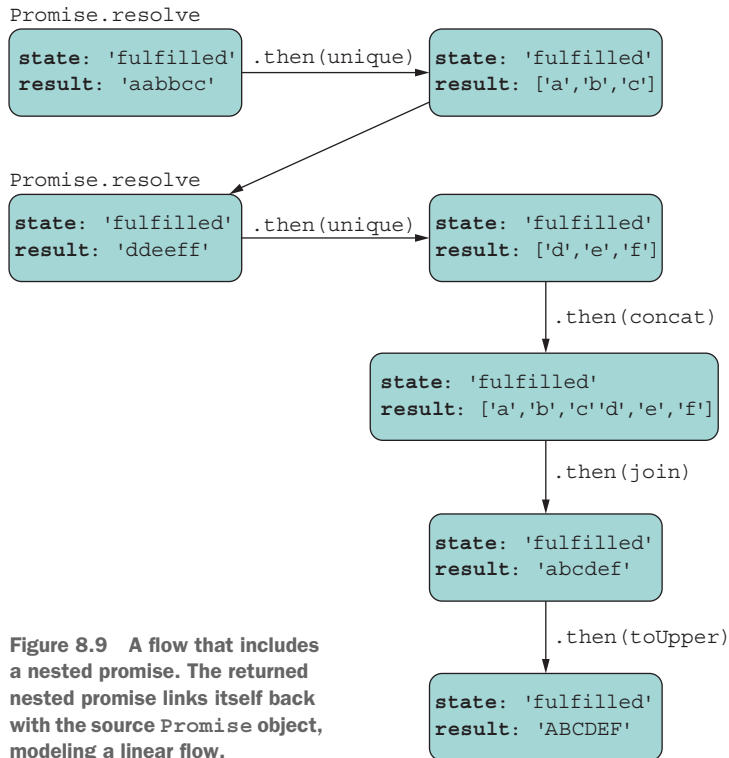 Promise.resolve
state: 'fulfilled'
result: 'aabbcc'
.then(unique)
state: 'fulfilled'
result: ['a','b','c']
Promise.resolve
state: 'fulfilled'
result: 'ddeeff'
.then(unique)
state: 'fulfilled'
result: ['d','e','f']
.then(concat)
state: 'fulfilled'
result: ['a','b','c''d','e','f']
.then(join)
state: 'fulfilled'
result: 'abcdef'
.then(toUpper)
state: 'fulfilled'
result: 'ABCDEF'
Figure 8.9 A flow that includes
a nested promise. The returned
nested promise links itself back
with the source Promise object,
modeling a linear flow.